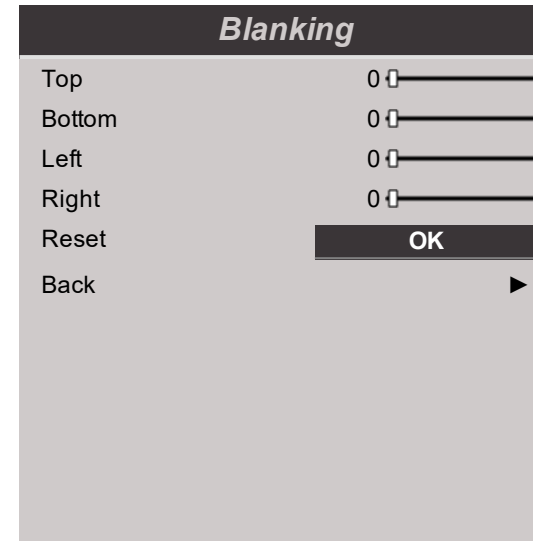 Blanking
Top 0
Bottom 0
Left 0
Right 0
Reset OK
Back